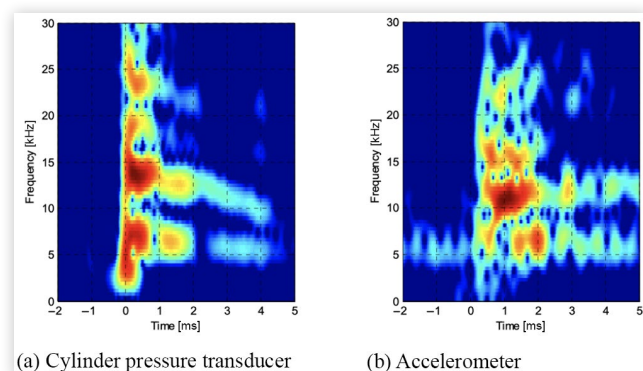 30
25
20
15
10
5
0
Frequency [kHz]
−2 −1 0 1 2 3 4 5
Time [ms]
(a) Cylinder pressure transducer
30
25
20
15
10
5
0
Frequency [kHz]
−2 −1 0 1 2 3 4 5
Time [ms]
(b) Accelerometer